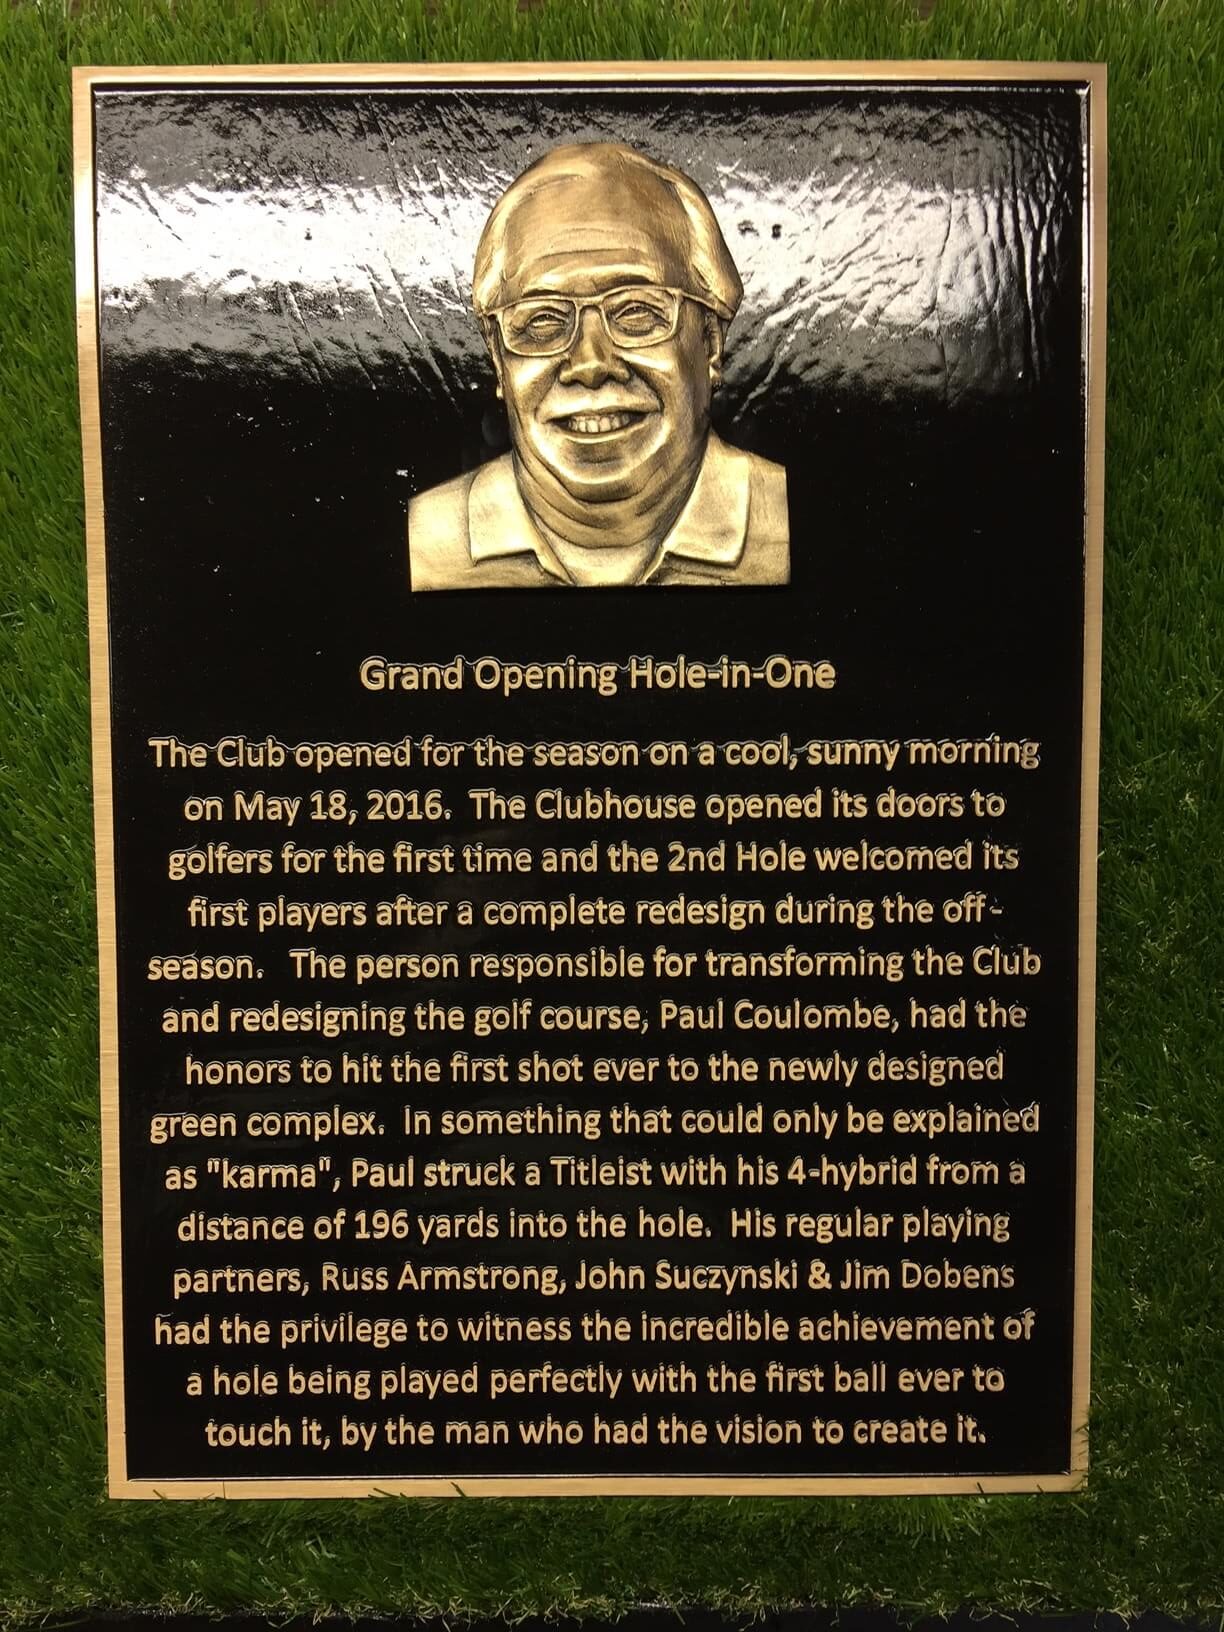 Grand Opening Hole-in-One
The Club opened for the season on a cool, sunny morning
on May 18, 2016.  The Clubhouse opened its doors to
golfers for the first time and the 2nd Hole welcomed its
first players after a complete redesign during the off-
season.   The person responsible for transforming the Club
and redesigning the golf course, Paul Coulombe, had the
honors to hit the first shot ever to the newly designed
green complex.  In something that could only be explained
as "karma", Paul struck a Titleist with his 4-hybrid from a
distance of 196 yards into the hole.  His regular playing
partners, Russ Armstrong, John Suczynski & Jim Dobens
had the privilege to witness the incredible achievement of
a hole being played perfectly with the first ball ever to
touch it, by the man who had the vision to create it.